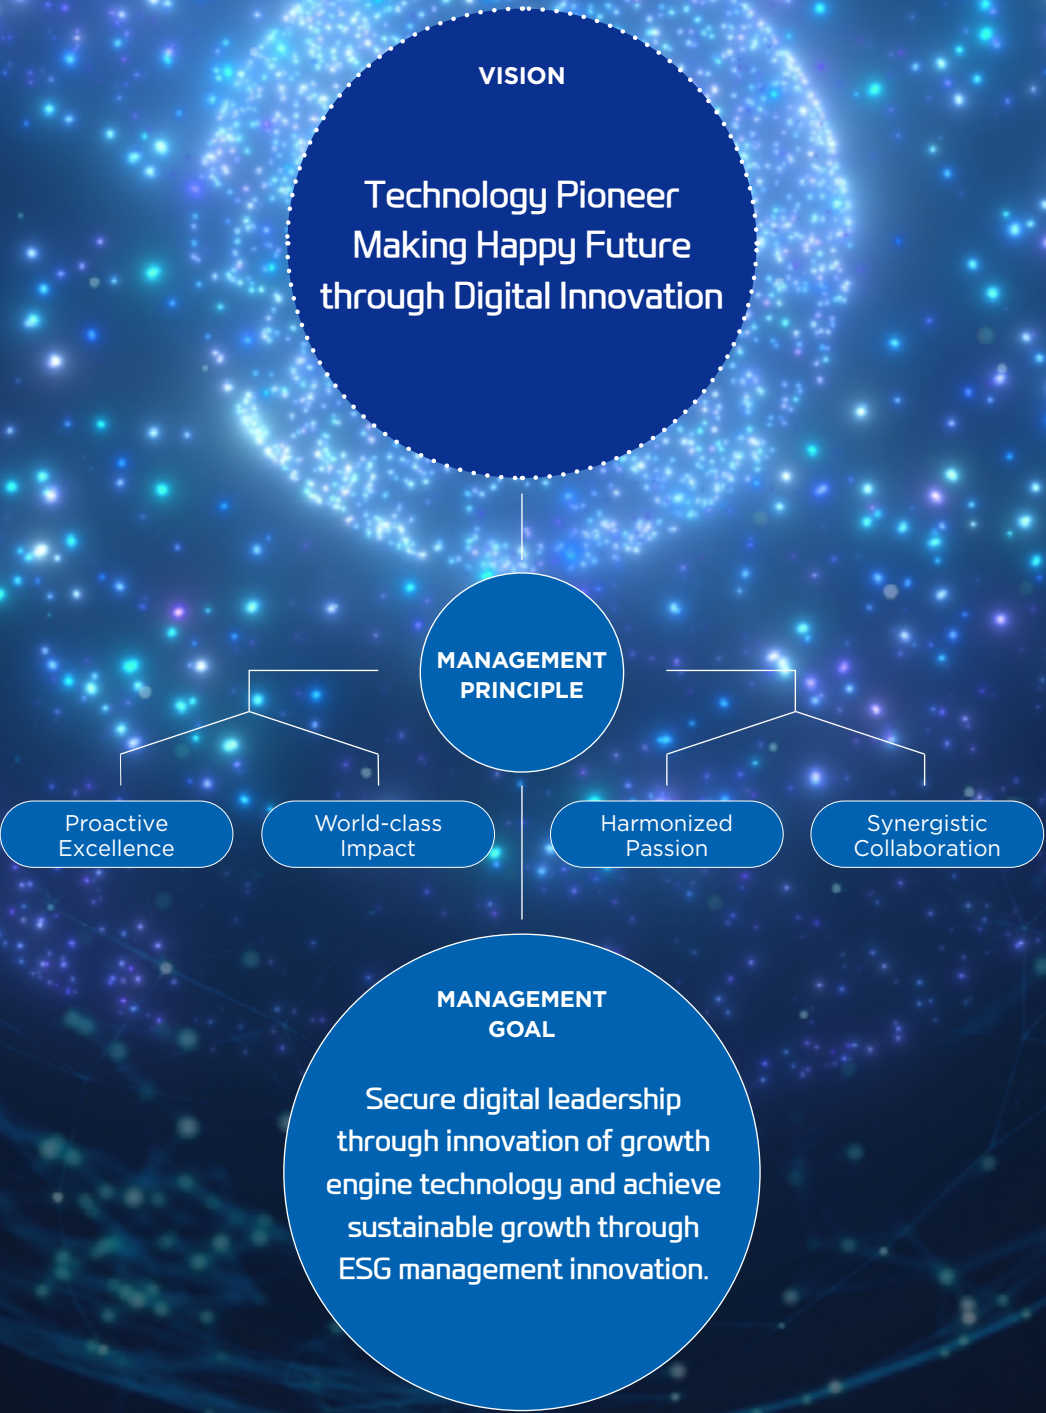 VISION
Technology Pioneer
Making Happy Future
through Digital Innovation
MANAGEMENT
PRINCIPLE
Proactive
Excellence
World-class
Impact
Harmonized
Passion
Synergistic
Collaboration
MANAGEMENT
GOAL
Secure digital leadership
through innovation of growth
engine technology and achieve
sustainable growth through
ESG management innovation.